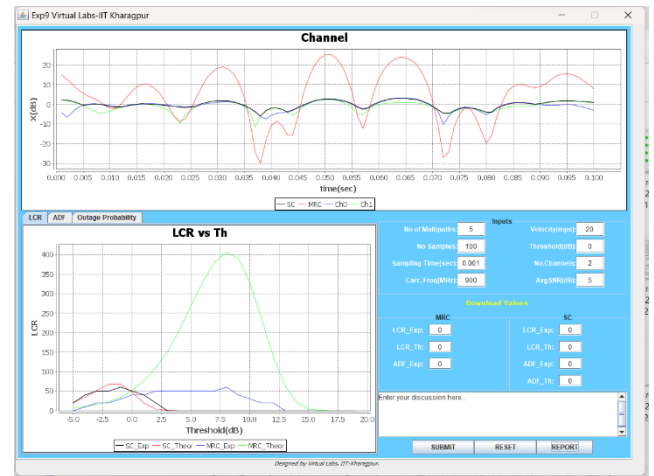 Exp9 Virtual Labs-IIT Kharagpur
Channel
X(dB)
20
10
0
-10
-20
-30
0.000 0.005 0.010 0.015 0.020 0.025 0.030 0.035 0.040 0.045 0.050 0.055 0.060 0.065 0.070 0.075 0.080 0.085 0.090 0.095 0.100
time(sec)
SC MRC Ch0 Ch1
LCR ADF Outage Probability
LCR vs Th
LCR
400
350
300
250
200
150
100
50
0
-5.0 -2.5 0.0 2.5 5.0 7.5 10.0 12.5 15.0 17.5 20.0
Threshold(dB)
SC_Exp SC_Theor MRC_Exp MRC_Theor
Inputs
No of Multipaths: 5 Velocity(mps): 20
No Samples: 100 Threshold(dB): 0
Sampling Time(sec): 0.001 No.Channels: 2
Carr. Freq(MHz): 900 AvgSNR(dB): 5
Download Values
MRC SC
LCR_Exp: 0 LCR_Exp: 0
LCR_Th: 0 LCR_Th: 0
ADF_Exp: 0 ADF_Exp: 0
ADF_Th: 0
Enter your discussion here...
SUBMIT RESET REPORT
Designed by Virtual Labs, IIT-Kharagpur.